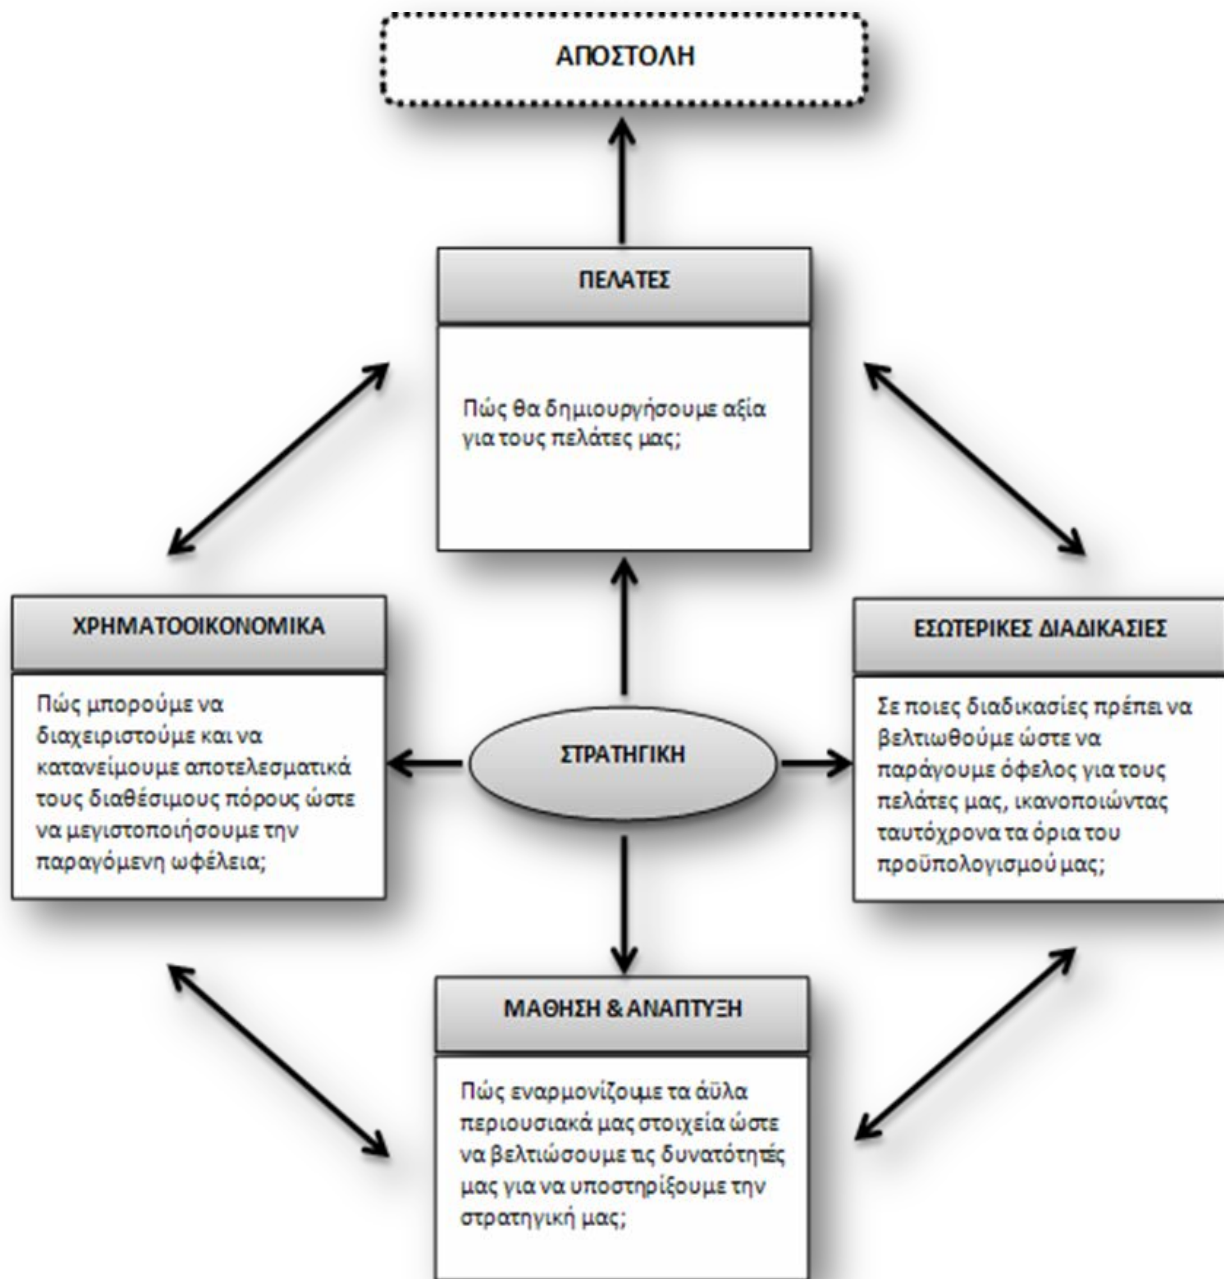 ΑΠΟΣΤΟΛΗ
ΠΕΛΑΤΕΣ
Πώς θα δημιουργήσουμε αξία
για τους πελάτες μας;
ΧΡΗΜΑΤΟΟΙΚΟΝΟΜΙΚΑ
Πώς μπορούμε να
διαχειριστούμε και να
κατανείμουμε αποτελεσματικά
τους διαθέσιμους πόρους ώστε
να μεγιστοποιήσουμε την
παραγόμενη ωφέλεια;
ΣΤΡΑΤΗΓΙΚΗ
ΕΣΩΤΕΡΙΚΕΣ ΔΙΑΔΙΚΑΣΙΕΣ
Σε ποιες διαδικασίες πρέπει να
βελτιωθούμε ώστε να
παράγουμε όφελος για τους
πελάτες μας, ικανοποιώντας
ταυτόχρονα τα όρια του
προϋπολογισμού μας;
ΜΑΘΗΣΗ & ΑΝΑΠΤΥΞΗ
Πώς εναρμονίζουμε τα άϋλα
περιουσιακά μας στοιχεία ώστε
να βελτιώσουμε τις δυνατότητές
μας για να υποστηρίξουμε την
στρατηγική μας;